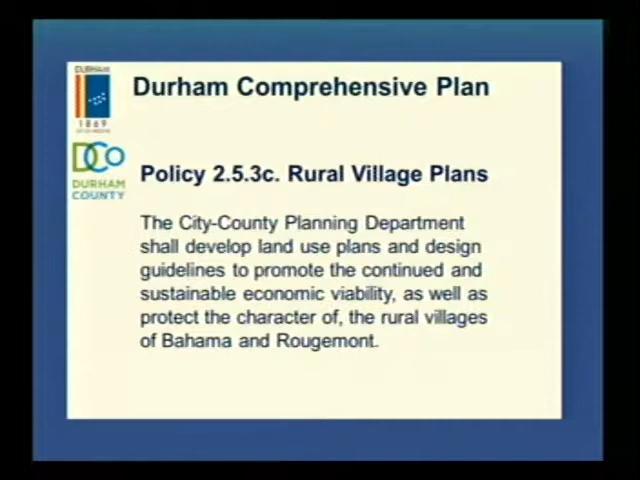 DURHAM
1869
DCo
DURHAM
COUNTY
Durham Comprehensive Plan
Policy 2.5.3c. Rural Village Plans
The City-County Planning Department
shall develop land use plans and design
guidelines to promote the continued and
sustainable economic viability, as well as
protect the character of, the rural villages
of Bahama and Rougemont.